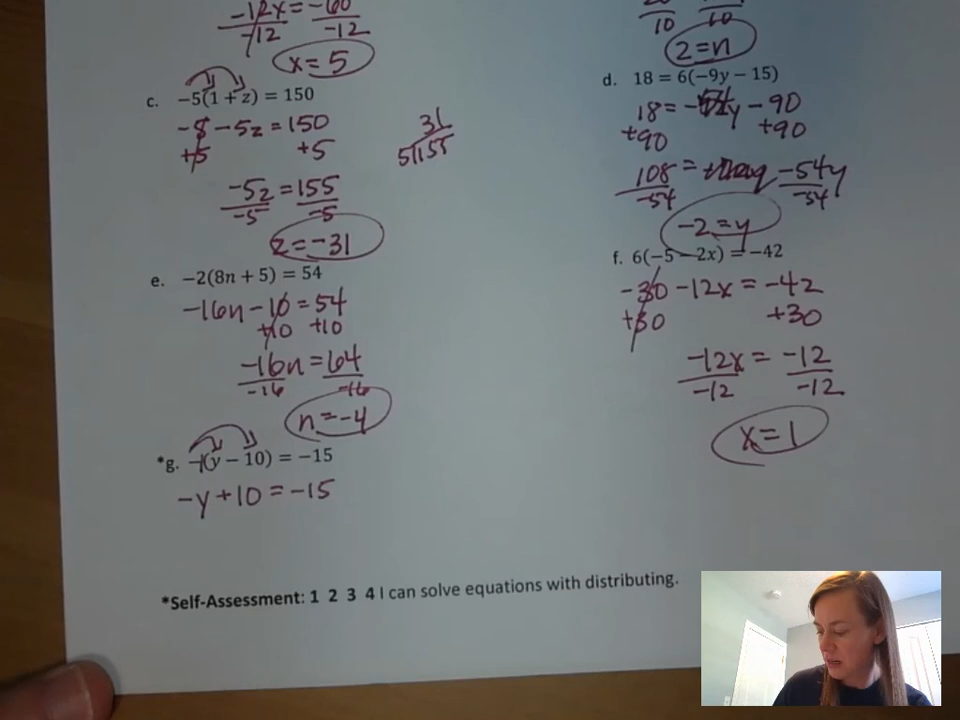 -12x = -60
-12 -12
x = 5
10 10
2 = n
c. −5(1 + z) = 150
-5 - 5z = 150
+5 +5
31
5 155
-5z = 155
-5 -5
z = -31
d. 18 = 6(−9y − 15)
18 = y - 90
+90 +90
108 = -54y
-54 -54
-2 = y
e. −2(8n + 5) = 54
-16n - 10 = 54
+10 +10
-16n = 64
-16 -16
n = -4
f. 6(−5 − 2x) = −42
-30 - 12x = -42
+30 +30
-12x = -12
-12 -12
x = 1
*g. −1(y − 10) = −15
-y + 10 = -15
*Self-Assessment: 1 2 3 4 I can solve equations with distributing.